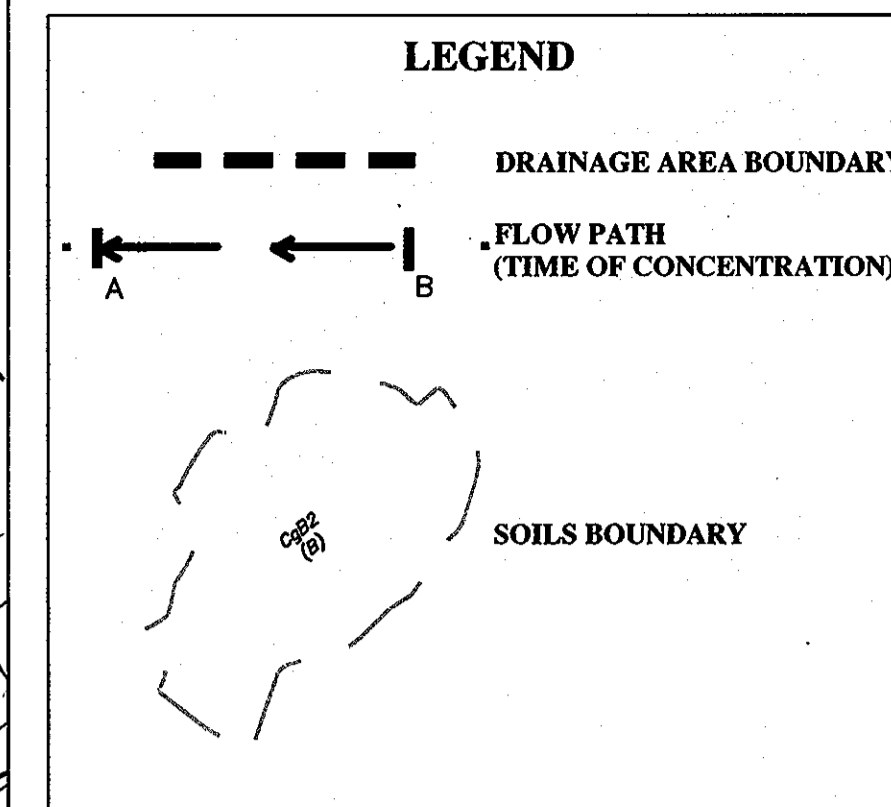 LEGEND
DRAINAGE AREA BOUNDARY
FLOW PATH
(TIME OF CONCENTRATION)
A
B
CgB2
(B)
SOILS BOUNDARY